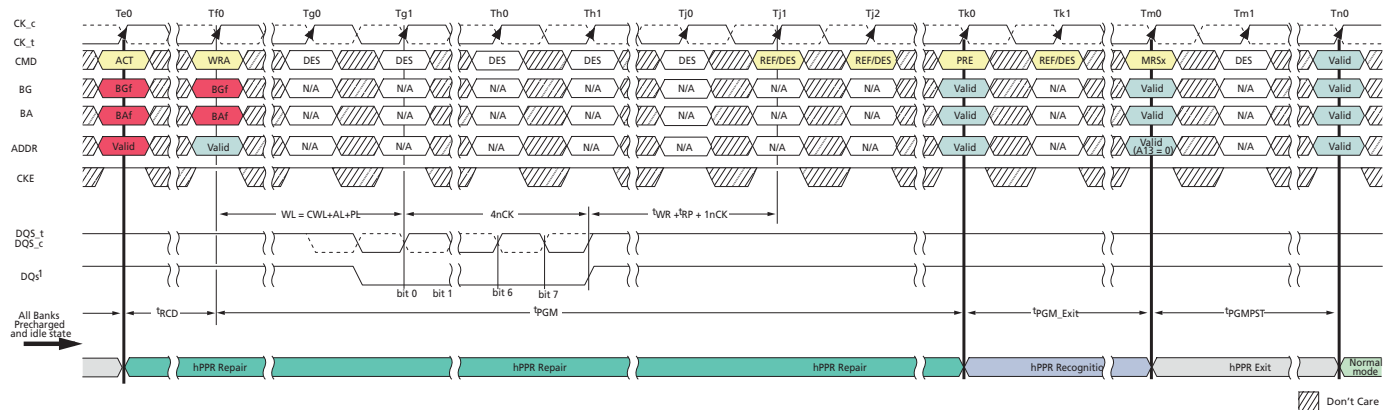 Te0 Tf0 Tg0 Tg1 Th0 Th1 Tj0 Tj1 Tj2 Tk0 Tk1 Tm0 Tm1 Tn0
CK_c
CK_t
CMD ACT WRA DES DES DES DES DES REF/DES REF/DES PRE REF/DES MRSx DES Valid
BG BGf BGf N/A N/A N/A N/A N/A N/A N/A Valid N/A Valid N/A Valid
BA BAf BAf N/A N/A N/A N/A N/A N/A N/A Valid N/A Valid N/A Valid
ADDR Valid Valid N/A N/A N/A N/A N/A N/A N/A Valid N/A Valid (A13 = 0) N/A Valid
CKE
WL = CWL+AL+PL 4nCK tWR + tRP + 1nCK
DQS_t
DQS_c
DQs1
bit 0 bit 1 bit 6 bit 7
All Banks
Precharged
and idle state
tRCD tPGM tPGM_Exit tPGMPST
hPPR Repair hPPR Repair hPPR Repair hPPR Recognitio hPPR Exit Normal
mode
Don't Care